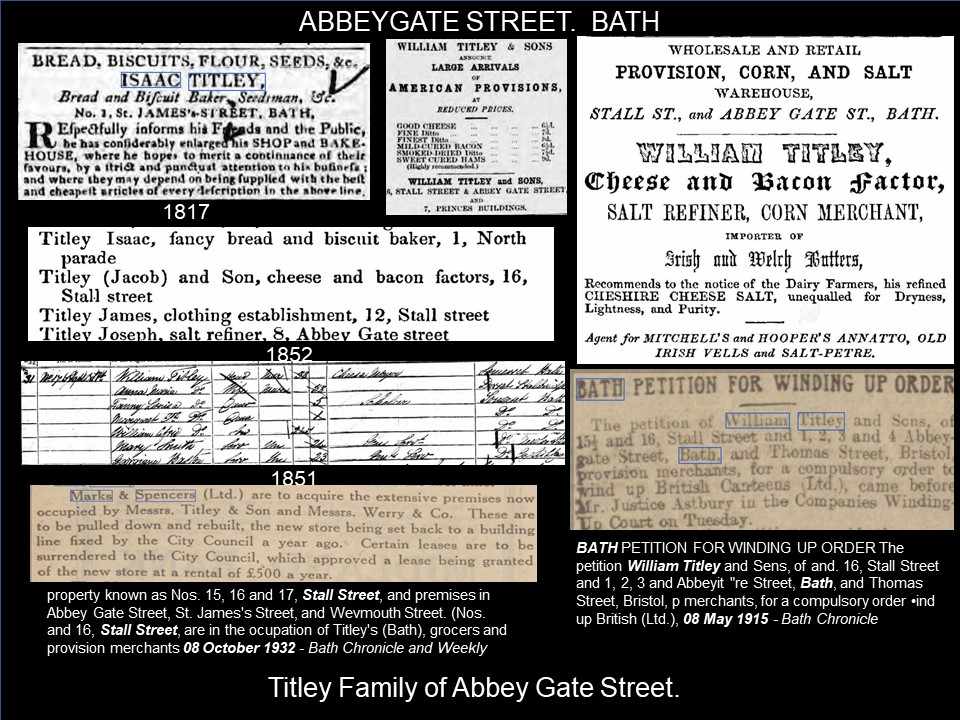 ABBEYGATE STREET.  BATH
BREAD, BISCUITS, FLOUR, SEEDS, &c.
ISAAC TITLEY,
Bread and Biscuit Baker, Seedsman, &c.
No. 1, St. JAMES's-STREET, BATH,
REspectfully informs his Friends and the Public,
he has considerably enlarged his SHOP and BAKE-
HOUSE, where he hopes to merit a continuance of their
favours, by a strict and punctual attention to his business;
and where they may depend on being supplied with the best
and cheapest articles of every description in the above line,
1817
WILLIAM TITLEY & SONS
ANNOUNCE
LARGE ARRIVALS
OF
AMERICAN PROVISIONS,
AT
REDUCED PRICES.
GOOD CHEESE ... ... ... ... 6½d.
FINE Ditto ... ... ... ... 7d.
FINEST Ditto ... ... ... ...
MILD-CURED BACON ... ... ...
SMOKED-DRIED Ditto ... ... ...
SWEET CURED HAMS ... ... ...
(Highly recommended.)
WILLIAM TITLEY and SONS,
6, STALL STREET & ABBEY GATE STREET,
AND
7, PRINCES BUILDINGS.
WHOLESALE AND RETAIL
PROVISION, CORN, AND SALT
WAREHOUSE,
STALL ST., and ABBEY GATE ST., BATH.
WILLIAM TITLEY,
Cheese and Bacon Factor,
SALT REFINER, CORN MERCHANT,
IMPORTER OF
Irish and Welch Butters,
Recommends to the notice of the Dairy Farmers, his refined
CHESHIRE CHEESE SALT, unequalled for Dryness,
Lightness, and Purity.
Agent for MITCHELL'S and HOOPER'S ANNATTO, OLD
IRISH VELLS and SALT-PETRE.
Titley Isaac, fancy bread and biscuit baker, 1, North
parade
Titley (Jacob) and Son, cheese and bacon factors, 16,
Stall street
Titley James, clothing establishment, 12, Stall street
Titley Joseph, salt refiner, 8, Abbey Gate street
1852
William Titley
Anna Maria Do
Fanny Louisa Do
Margaret
William
Mary Smith
Georgiana
1851
Marks & Spencers (Ltd.) are to acquire the extensive premises now
occupied by Messrs. Titley & Son and Messrs. Werry & Co. These are
to be pulled down and rebuilt, the new store being set back to a building
line fixed by the City Council a year ago. Certain leases are to be
surrendered to the City Council, which approved a lease being granted
of the new store at a rental of £500 a year.
property known as Nos. 15, 16 and 17, Stall Street, and premises in
Abbey Gate Street, St. James's Street, and Wevmouth Street. (Nos.
and 16, Stall Street, are in the ocupation of Titley's (Bath), grocers and
provision merchants 08 October 1932 - Bath Chronicle and Weekly
BATH PETITION FOR WINDING UP ORDER
The petition of William Titley and Sons, of
15½ and 16, Stall Street and 1, 2, 3 and 4 Abbey-
gate Street, Bath, and Thomas Street, Bristol,
provision merchants, for a compulsory order to
wind up British Canteens (Ltd.), came before
Mr. Justice Astbury in the Companies Winding-
Up Court on Tuesday.
BATH PETITION FOR WINDING UP ORDER The
petition William Titley and Sens, of and. 16, Stall Street
and 1, 2, 3 and Abbeyit "re Street, Bath, and Thomas
Street, Bristol, p merchants, for a compulsory order •ind
up British (Ltd.), 08 May 1915 - Bath Chronicle
Titley Family of Abbey Gate Street.